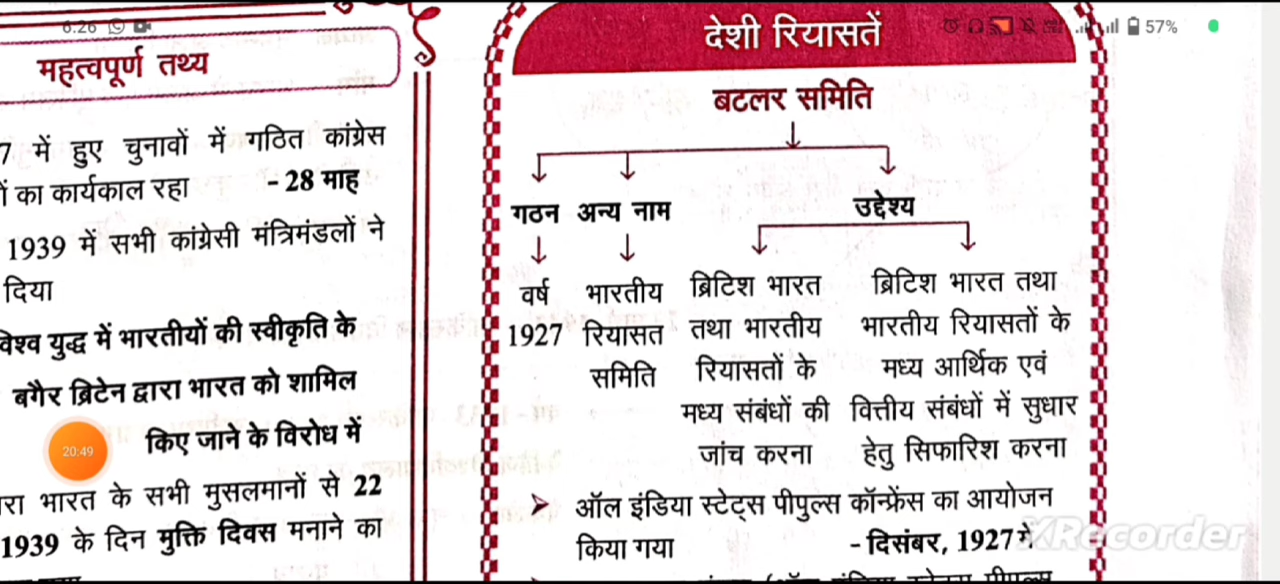 6:26
57%
महत्वपूर्ण तथ्य
7 में हुए चुनावों में गठित कांग्रेस
का कार्यकाल रहा - 28 माह
1939 में सभी कांग्रेसी मंत्रिमंडलों ने
दिया
विश्व युद्ध में भारतीयों की स्वीकृति के
बगैर ब्रिटेन द्वारा भारत को शामिल
20:49
किए जाने के विरोध में
भारत के सभी मुसलमानों से 22
1939 के दिन मुक्ति दिवस मनाने का
देशी रियासतें
बटलर समिति
गठन अन्य नाम उद्देश्य
वर्ष
1927
भारतीय
रियासत
समिति
ब्रिटिश भारत
तथा भारतीय
रियासतों के
मध्य संबंधों की
जांच करना
ब्रिटिश भारत तथा
भारतीय रियासतों के
मध्य आर्थिक एवं
वित्तीय संबंधों में सुधार
हेतु सिफारिश करना
ऑल इंडिया स्टेट्स पीपुल्स कॉन्फ्रेंस का आयोजन
किया गया - दिसंबर, 1927 में
XRecorder